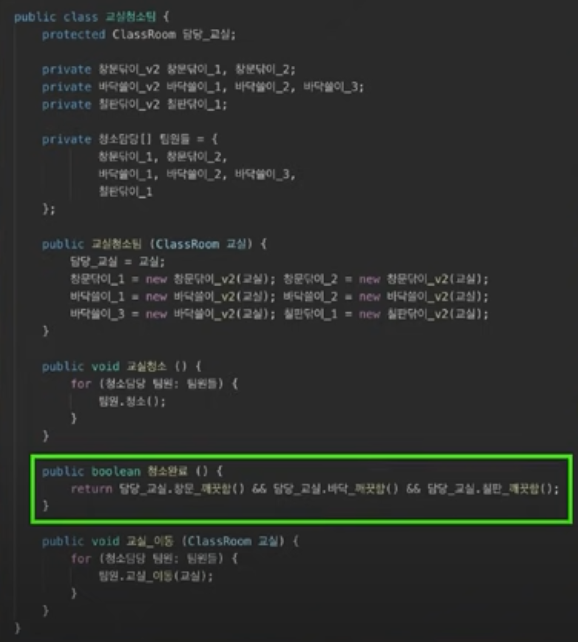 public class 교실청소팀 {
protected ClassRoom 담당_교실;
private 창문닦이_v2 창문닦이_1, 창문닦이_2;
private 바닥쓸이_v2 바닥쓸이_1, 바닥쓸이_2, 바닥쓸이_3;
private 칠판닦이_v2 칠판닦이_1;
private 청소담당[] 팀원들 = {
창문닦이_1, 창문닦이_2,
바닥쓸이_1, 바닥쓸이_2, 바닥쓸이_3,
칠판닦이_1
};
public 교실청소팀 (ClassRoom 교실) {
담당_교실 = 교실;
창문닦이_1 = new 창문닦이_v2(교실); 창문닦이_2 = new 창문닦이_v2(교실);
바닥쓸이_1 = new 바닥쓸이_v2(교실); 바닥쓸이_2 = new 바닥쓸이_v2(교실);
바닥쓸이_3 = new 바닥쓸이_v2(교실); 칠판닦이_1 = new 칠판닦이_v2(교실);
}
public void 교실청소 () {
for (청소담당 팀원: 팀원들) {
팀원.청소();
}
}
public boolean 청소완료 () {
return 담당_교실.창문_깨끗함() && 담당_교실.바닥_깨끗함() && 담당_교실.칠판_깨끗함();
}
public void 교실_이동 (ClassRoom 교실) {
for (청소담당 팀원: 팀원들) {
팀원.교실_이동(교실);
}
}
}